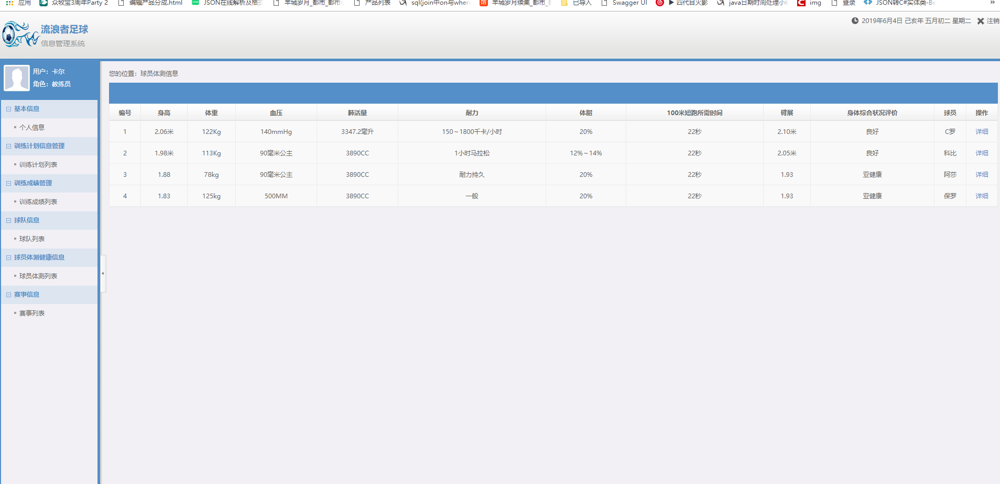 应用 众牧宝3周年Party 2 编辑产品分成.html JSON在线解析及格式 羊城岁月_都市_都市 产品列表 sql(join中on与where 羊城岁月续集_都市_ 已导入 Swagger UI ▶ 四代目火影 java日期时间处理小 img 登录 JSON转C#实体类-Be »
流浪者足球
信息管理系统
2019年6月4日 己亥年 五月初二 星期二 注销
用户：卡尔
角色：教练员
基本信息
个人信息
训练计划信息管理
训练计划列表
训练成绩管理
训练成绩列表
球队信息
球队列表
球员体测健康信息
球员体测列表
赛事信息
赛事列表
您的位置：球员体测信息
编号 身高 体重 血压 肺活量 耐力 体脂 100米短跑所需时间 臂展 身体综合状况评价 球员 操作
1 2.06米 122Kg 140mmHg 3347.2毫升 150～1800千卡/小时 20% 22秒 2.10米 良好 C罗 详细
2 1.98米 113Kg 90毫米公主 3890CC 1小时马拉松 12%～14% 22秒 2.05米 良好 科比 详细
3 1.88 78kg 90毫米公主 3890CC 耐力持久 20% 22秒 1.93 亚健康 阿莎 详细
4 1.83 125kg 500MM 3890CC 一般 20% 22秒 1.93 亚健康 保罗 详细